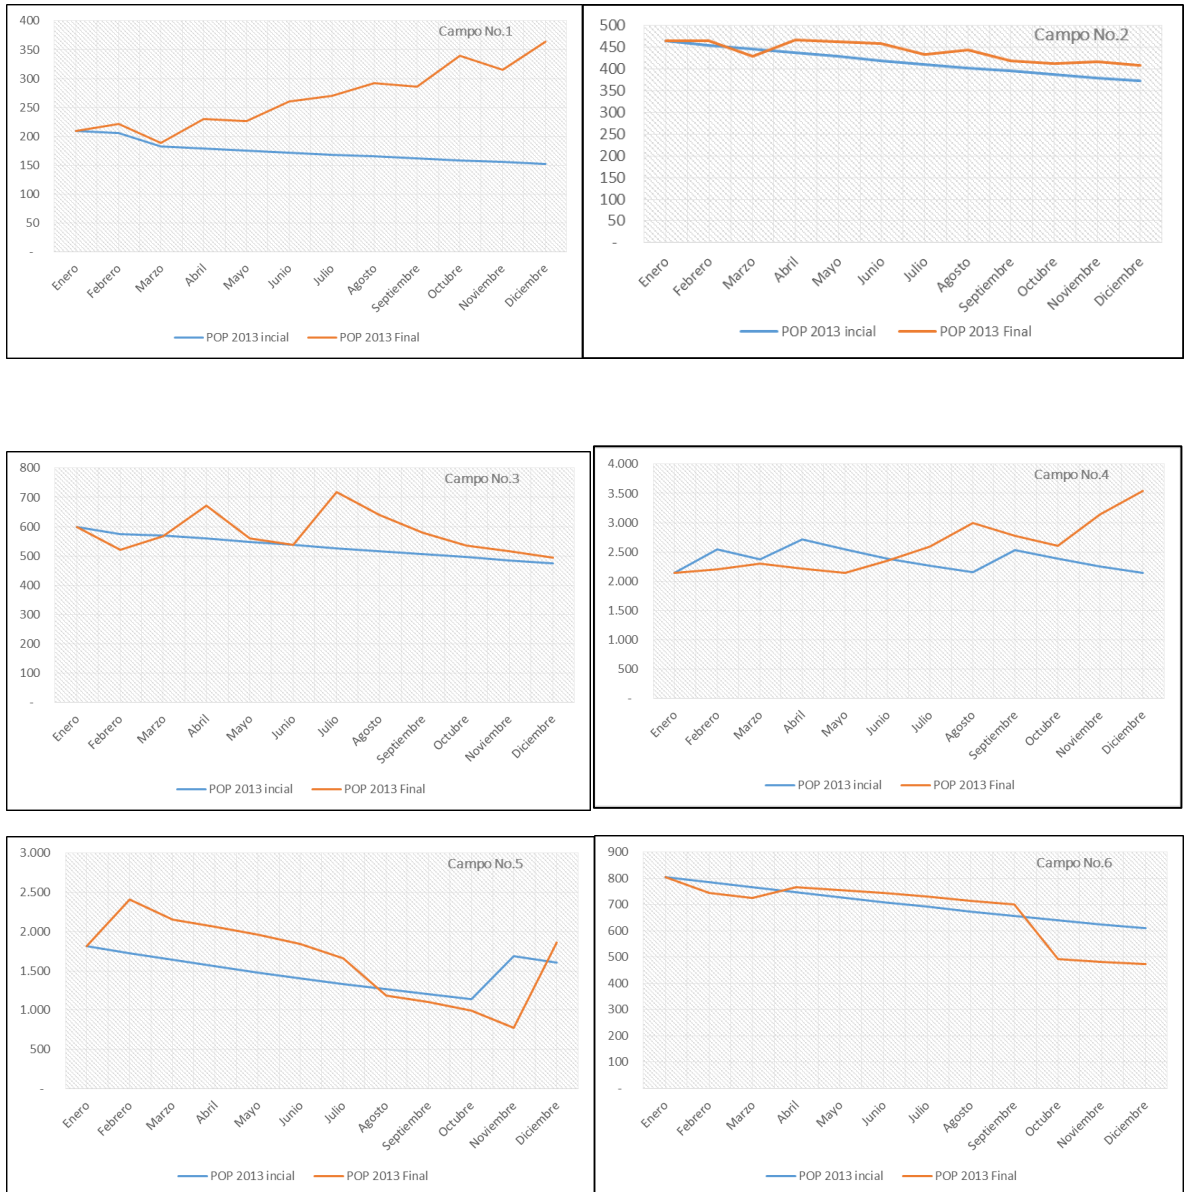 Campo No.1
400
350
300
250
200
150
100
50
-
Enero
Febrero
Marzo
Abril
Mayo
Junio
Julio
Agosto
Septiembre
Octubre
Noviembre
Diciembre
POP 2013 incial
POP 2013 Final
Campo No.2
500
450
400
350
300
250
200
150
100
50
-
Enero
Febrero
Marzo
Abril
Mayo
Junio
Julio
Agosto
Septiembre
Octubre
Noviembre
Diciembre
POP 2013 incial
POP 2013 Final
Campo No.3
800
700
600
500
400
300
200
100
-
Enero
Febrero
Marzo
Abril
Mayo
Junio
Julio
Agosto
Septiembre
Octubre
Noviembre
Diciembre
POP 2013 incial
POP 2013 Final
Campo No.4
4.000
3.500
3.000
2.500
2.000
1.500
1.000
500
-
Enero
Febrero
Marzo
Abril
Mayo
Junio
Julio
Agosto
Septiembre
Octubre
Noviembre
Diciembre
POP 2013 incial
POP 2013 Final
Campo No.5
3.000
2.500
2.000
1.500
1.000
500
-
Enero
Febrero
Marzo
Abril
Mayo
Junio
Julio
Agosto
Septiembre
Octubre
Noviembre
Diciembre
POP 2013 incial
POP 2013 Final
Campo No.6
900
800
700
600
500
400
300
200
100
-
Enero
Febrero
Marzo
Abril
Mayo
Junio
Julio
Agosto
Septiembre
Octubre
Noviembre
Diciembre
POP 2013 incial
POP 2013 Final